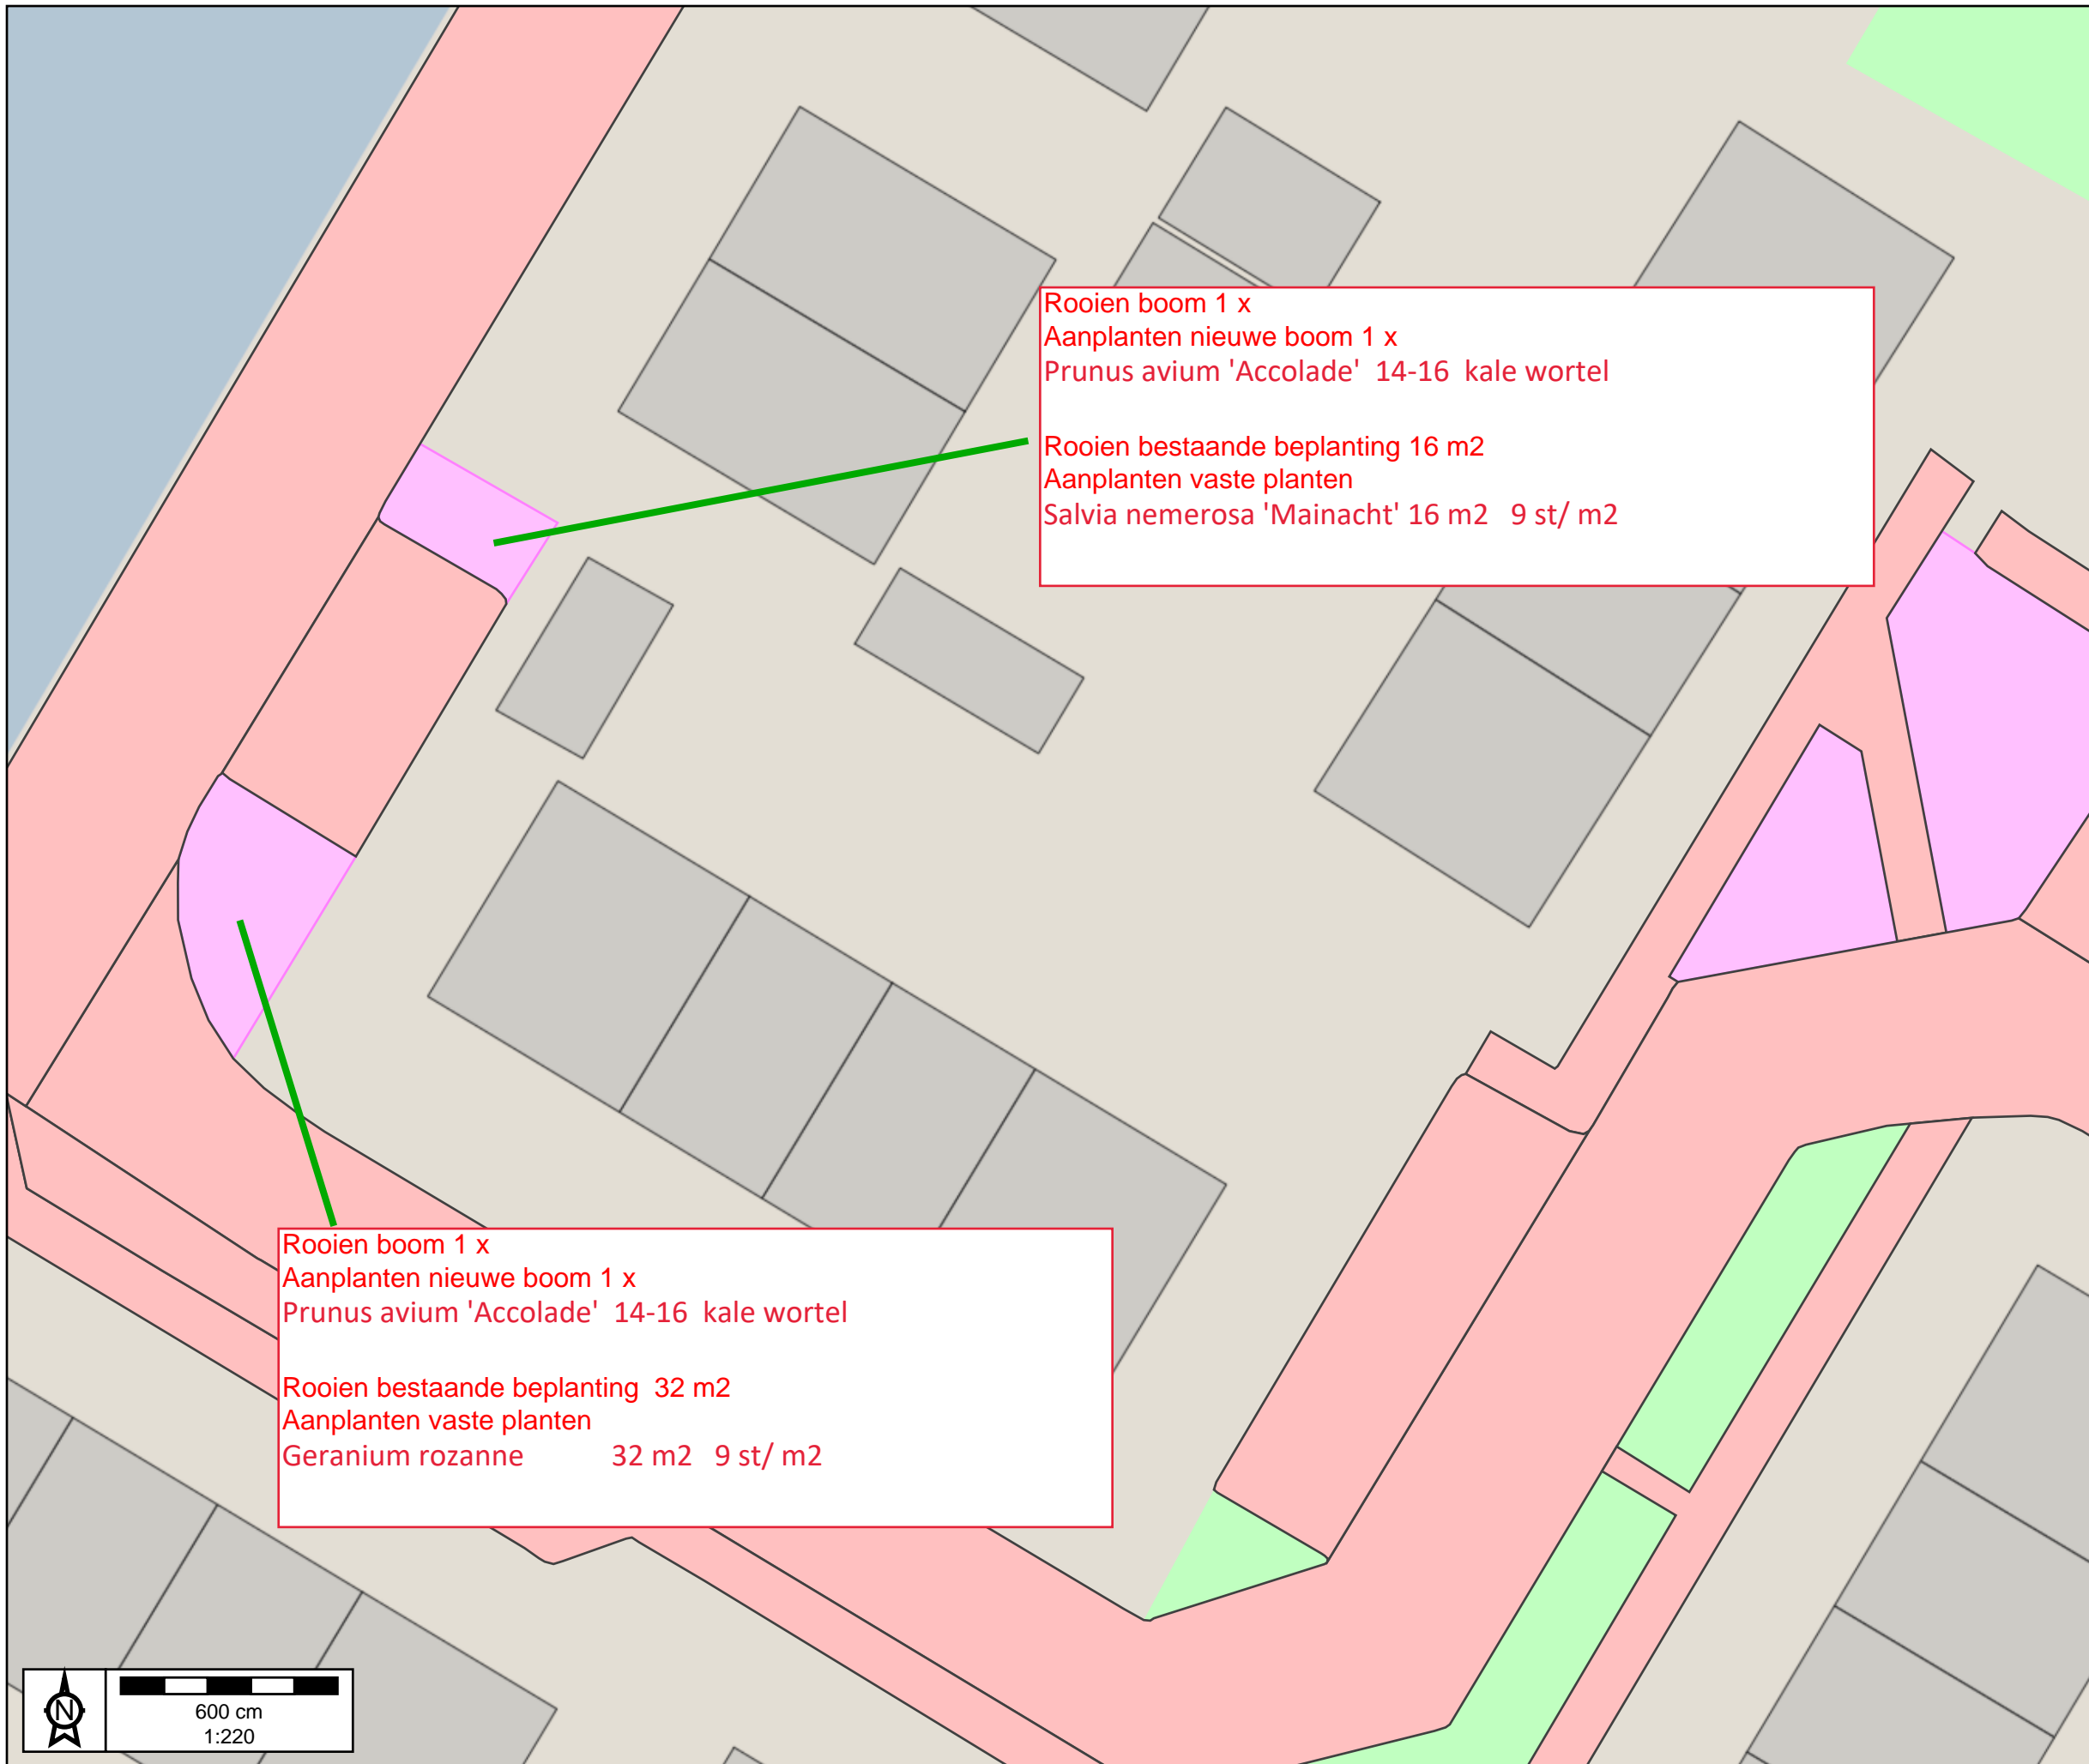 Rooien boom 1 x
Aanplanten nieuwe boom 1 x
Prunus avium 'Accolade' 14-16 kale wortel
Rooien bestaande beplanting 16 m2
Aanplanten vaste planten
Salvia nemerosa 'Mainacht' 16 m2 9 st/ m2
Rooien boom 1 x
Aanplanten nieuwe boom 1 x
Prunus avium 'Accolade' 14-16 kale wortel
Rooien bestaande beplanting 32 m2
Aanplanten vaste planten
Geranium rozanne 32 m2 9 st/ m2
N
600 cm
1:220